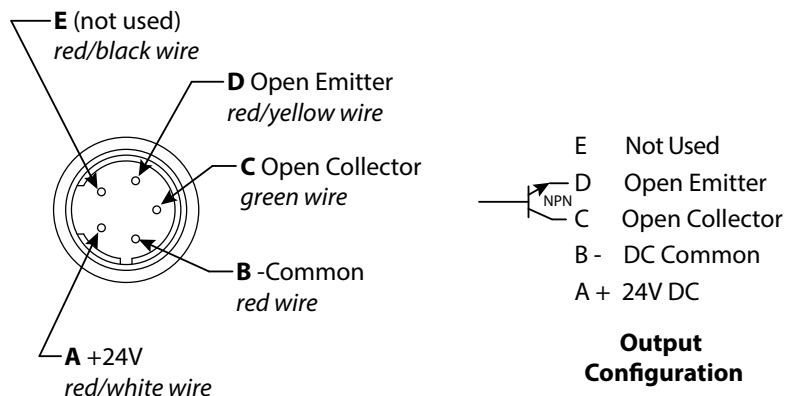 E (not used)
red/black wire
D Open Emitter
red/yellow wire
C Open Collector
green wire
B -Common
red wire
A +24V
red/white wire
NPN
E Not Used
D Open Emitter
C Open Collector
B - DC Common
A + 24V DC
Output
Configuration